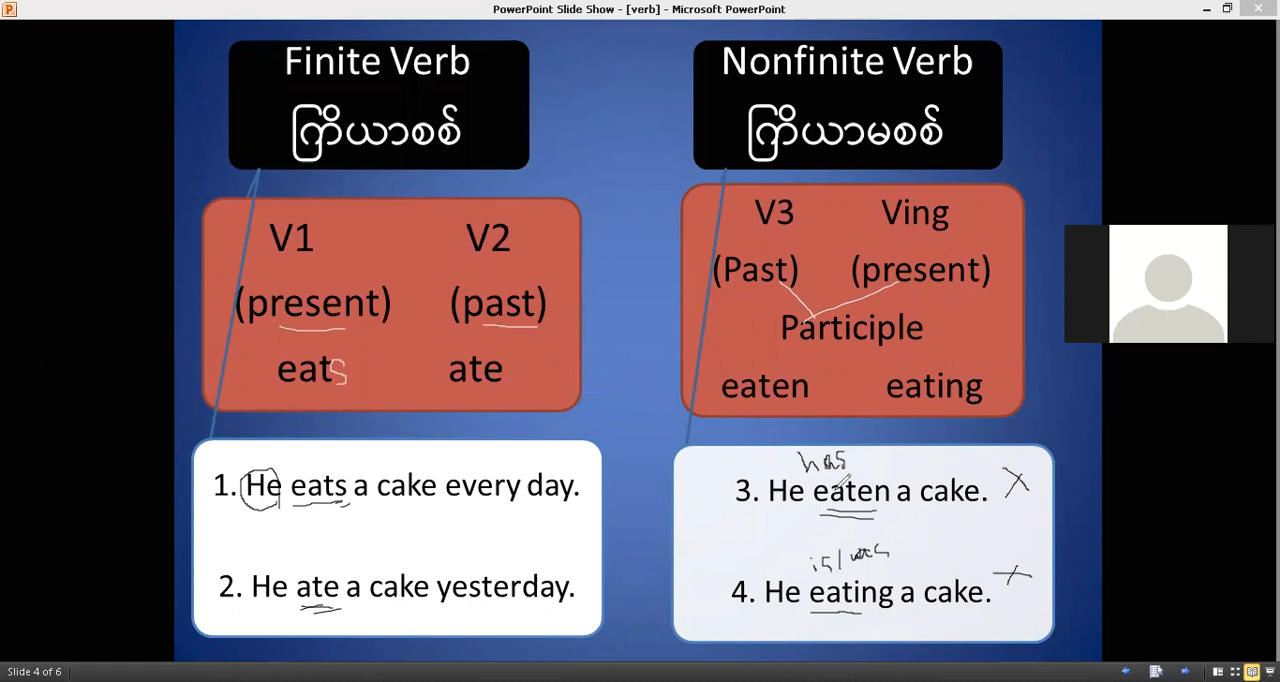 PowerPoint Slide Show - [verb] - Microsoft PowerPoint
Finite Verb
ကြိယာစစ်
V1 V2
(present) (past)
eats ate
1. He eats a cake every day.
2. He ate a cake yesterday.
Nonfinite Verb
ကြိယာမစစ်
V3 Ving
(Past) (present)
Participle
eaten eating
has
3. He eaten a cake. X
is/was
4. He eating a cake. X
Slide 4 of 6